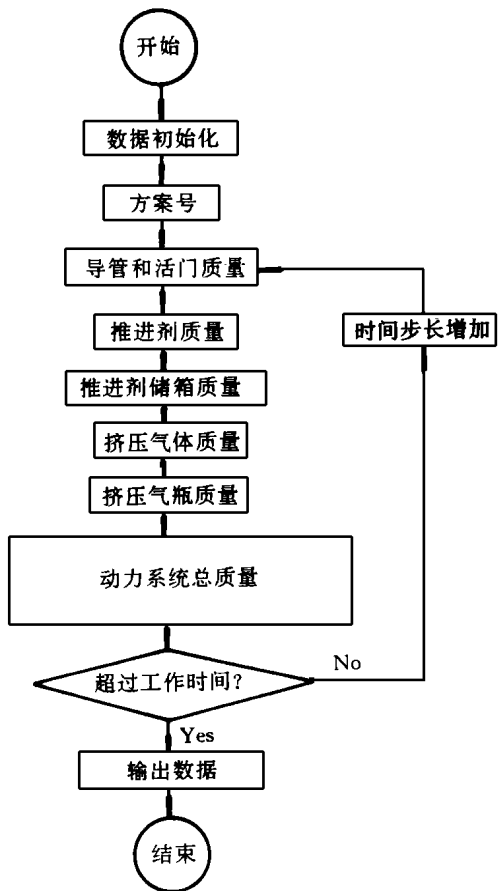 开始
数据初始化
方案号
导管和活门质量
推进剂质量
时间步长增加
推进剂储箱质量
挤压气体质量
挤压气瓶质量
动力系统总质量
超过工作时间?
No
Yes
输出数据
结束